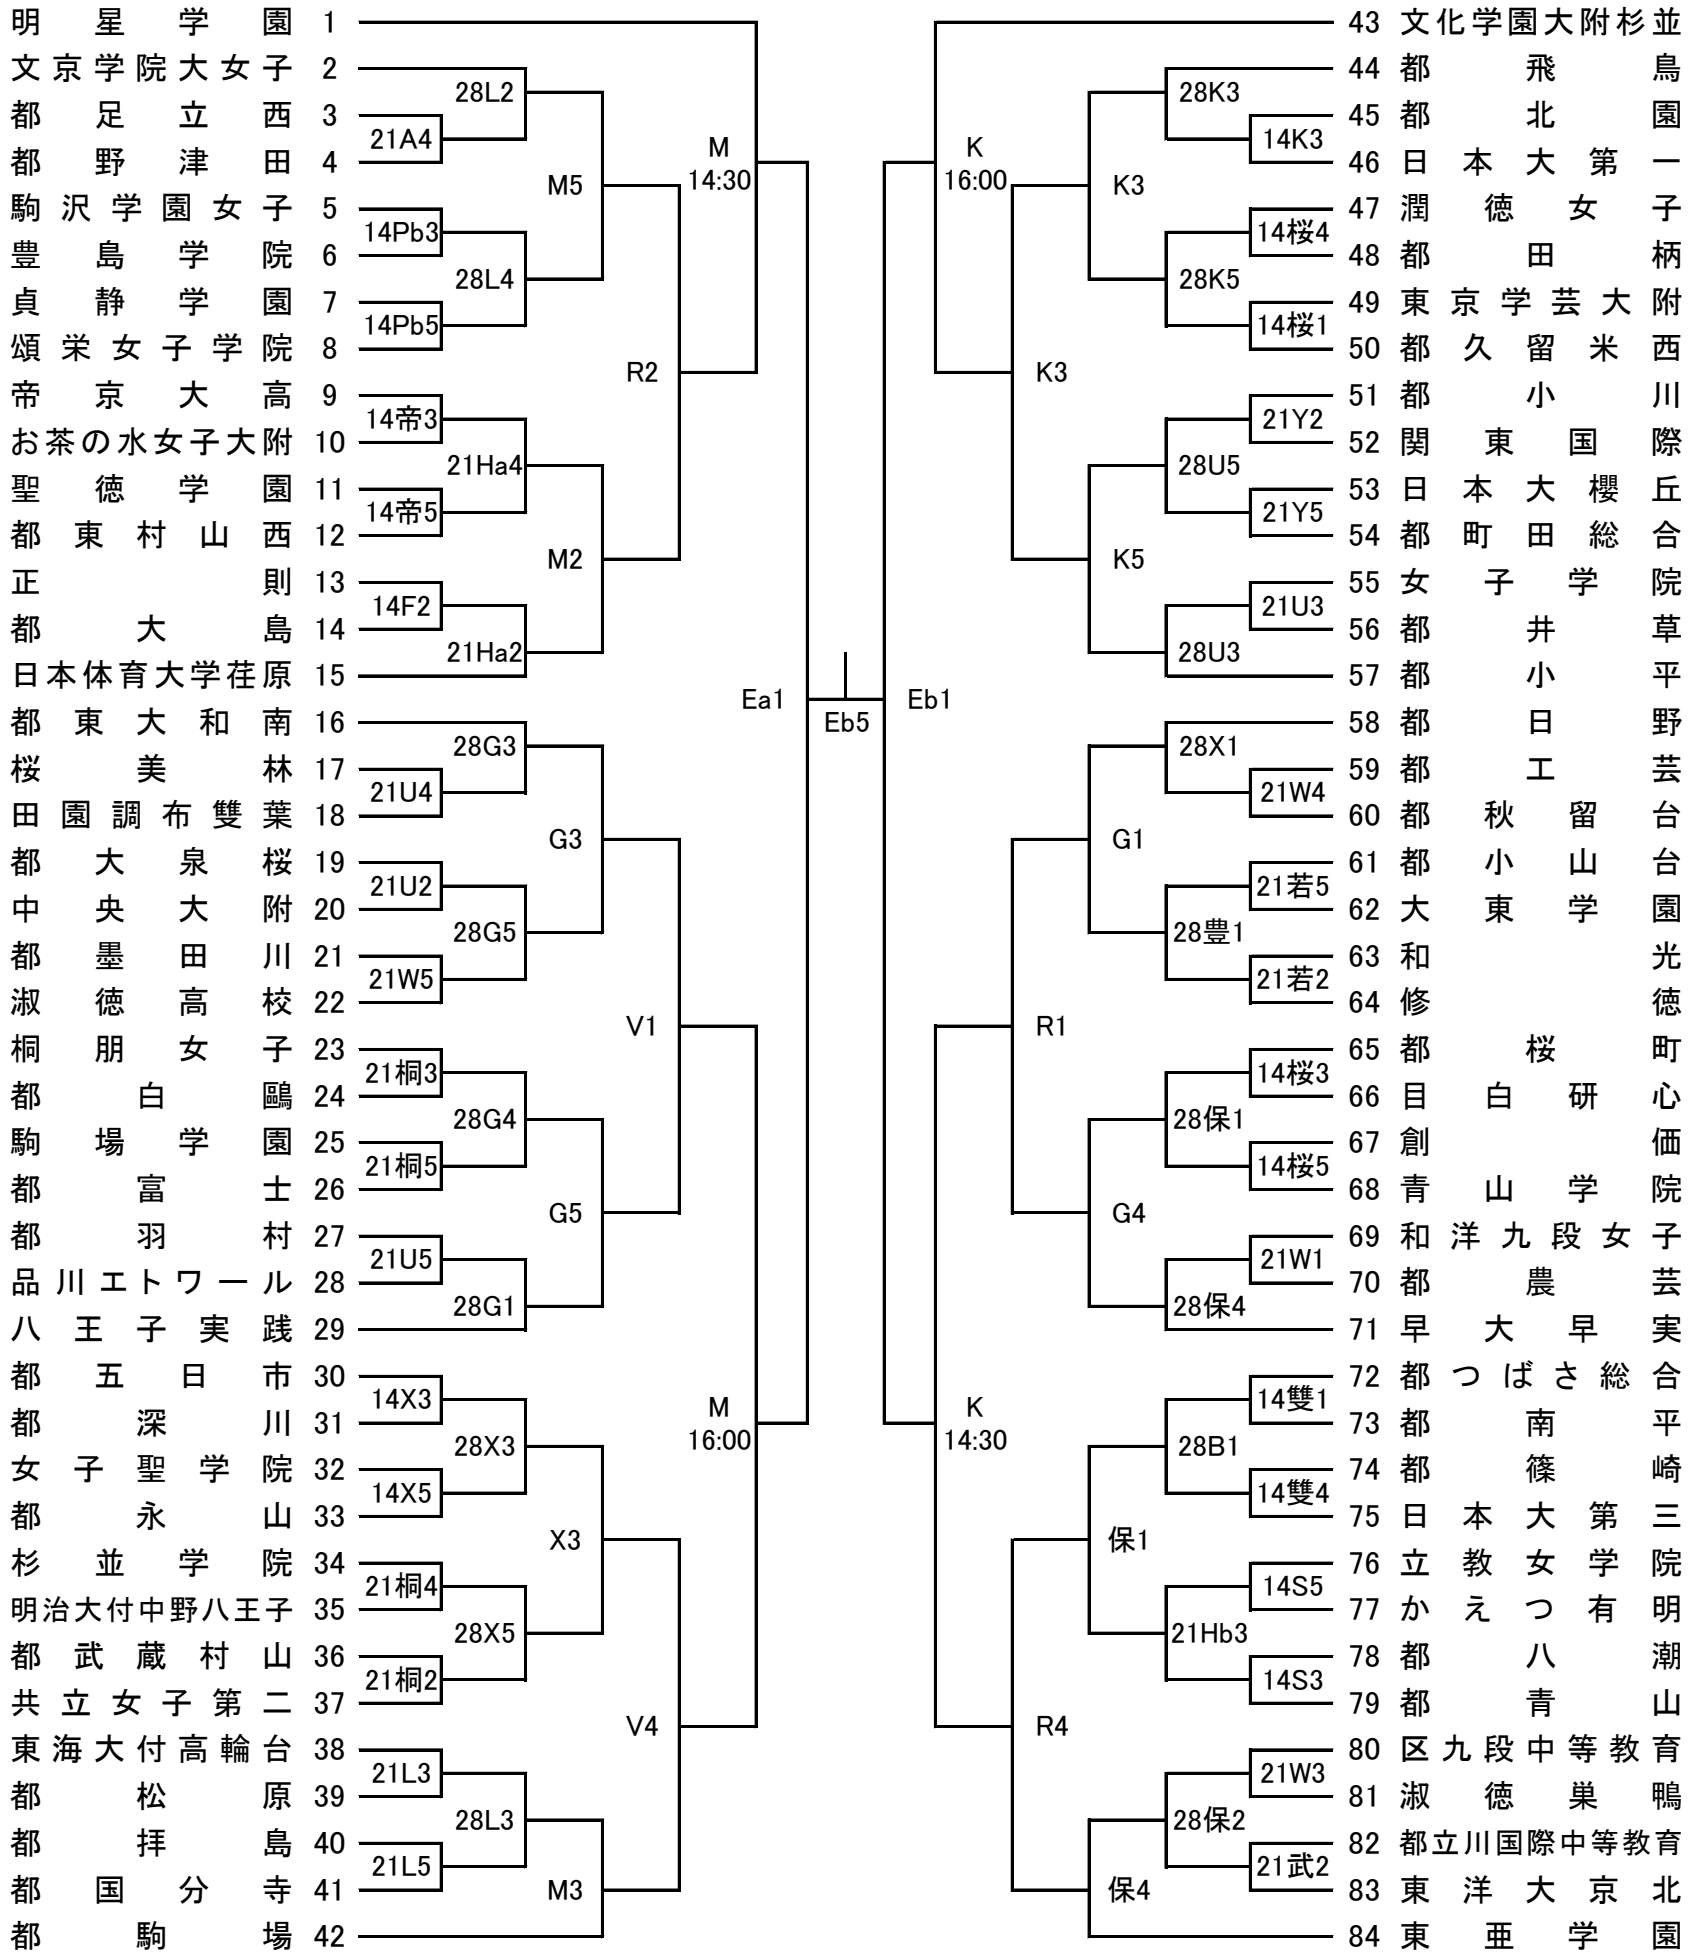 明星学園 1
文京学院大女子 2
都足立西 3
都野津田 4
駒沢学園女子 5
豊島学院 6
貞静学園 7
頌栄女子学院 8
帝京大高 9
お茶の水女子大附 10
聖徳学園 11
都東村山西 12
正則 13
都大島 14
日本体育大学荏原 15
都東大和南 16
桜美林 17
田園調布雙葉 18
都大泉桜 19
中央大附 20
都墨田川 21
淑徳高校 22
桐朋女子 23
都白鷗 24
駒場学園 25
都富士 26
都羽村 27
品川エトワール 28
八王子実践 29
都五日市 30
都深川 31
女子聖学院 32
都永山 33
杉並学院 34
明治大付中野八王子 35
都武蔵村山 36
共立女子第二 37
東海大付高輪台 38
都松原 39
都拝島 40
都国分寺 41
都駒場 42
21A4
14Pb3
14Pb5
14帝3
14帝5
14F2
21U4
21U2
21W5
21桐3
21桐5
21U5
14X3
14X5
21桐4
21桐2
21L3
21L5
28L2
28L4
21Ha4
21Ha2
28G3
28G5
28G4
28G1
28X3
28X5
28L3
M5
M2
G3
G5
X3
M3
R2
V1
V4
M
14:30
M
16:00
Ea1
Eb5
Eb1
K
16:00
K
14:30
K3
R1
R4
K3
K5
G1
G4
保1
保4
28K3
28K5
28U5
28U3
28X1
28豊1
28保1
28保4
28B1
21Hb3
28保2
14K3
14桜4
14桜1
21Y2
21Y5
21U3
21W4
21若5
21若2
14桜3
14桜5
21W1
14雙1
14雙4
14S5
14S3
21W3
21武2
43 文化学園大附杉並
44 都飛鳥
45 都北園
46 日本大第一
47 潤徳女子
48 都田柄
49 東京学芸大附
50 都久留米西
51 都小川
52 関東国際
53 日本大櫻丘
54 都町田総合
55 女子学院
56 都井草
57 都小平
58 都日野
59 都工芸
60 都秋留台
61 都小山台
62 大東学園
63 和光
64 修徳
65 都桜町
66 目白研心
67 創価
68 青山学院
69 和洋九段女子
70 都農芸
71 早大早実
72 都つばさ総合
73 都南平
74 都篠崎
75 日本大第三
76 立教女学院
77 かえつ有明
78 都八潮
79 都青山
80 区九段中等教育
81 淑徳巣鴨
82 都立川国際中等教育
83 東洋大京北
84 東亜学園